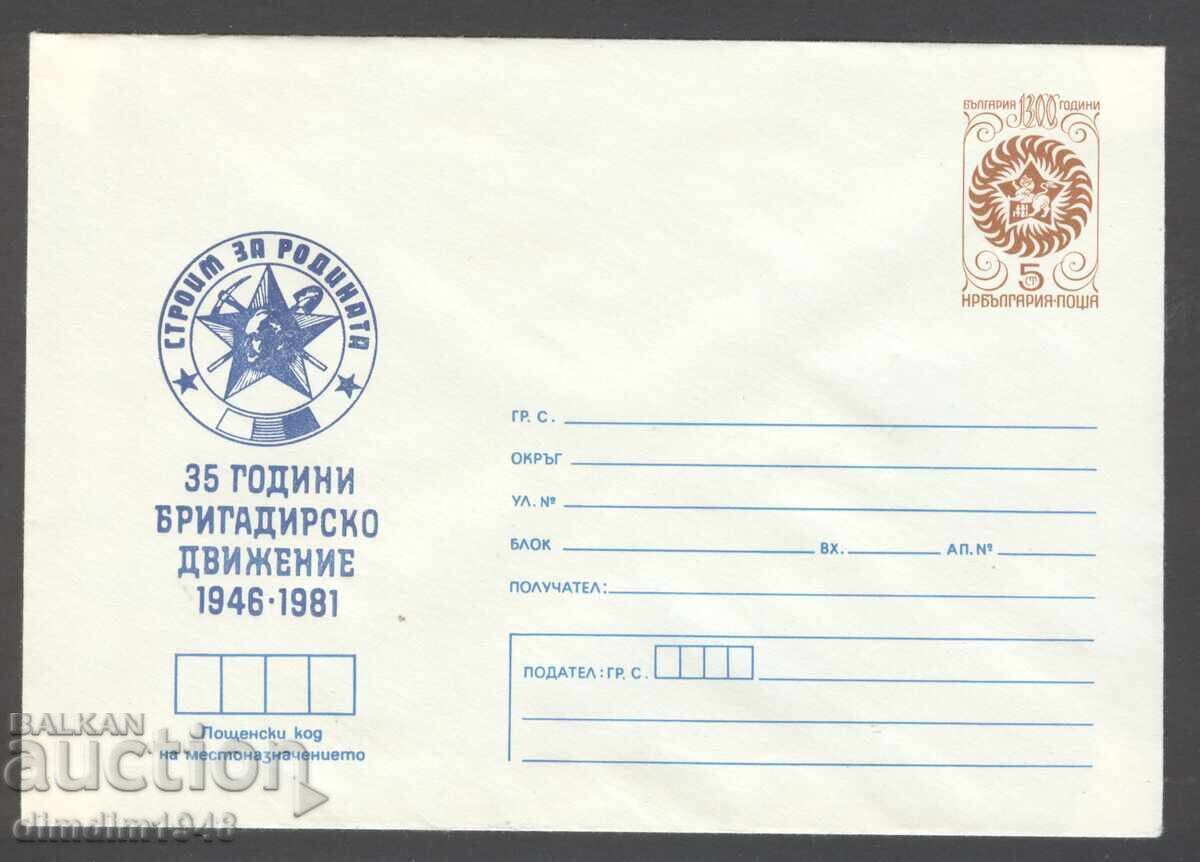 БЪЛГАРИЯ 1300 ГОДИНИ
5 СТ
НРБЪЛГАРИЯ·ПОЩА
СТРОИМ ЗА РОДИНАТА
35 ГОДИНИ
БРИГАДИРСКО
ДВИЖЕНИЕ
1946·1981
Пощенски код
на местоназначението
ГР. С.
ОКРЪГ
УЛ. №
БЛОК ВХ. АП. №
ПОЛУЧАТЕЛ:
ПОДАТЕЛ: ГР. С.
BALKAN
auction
dimdim1948